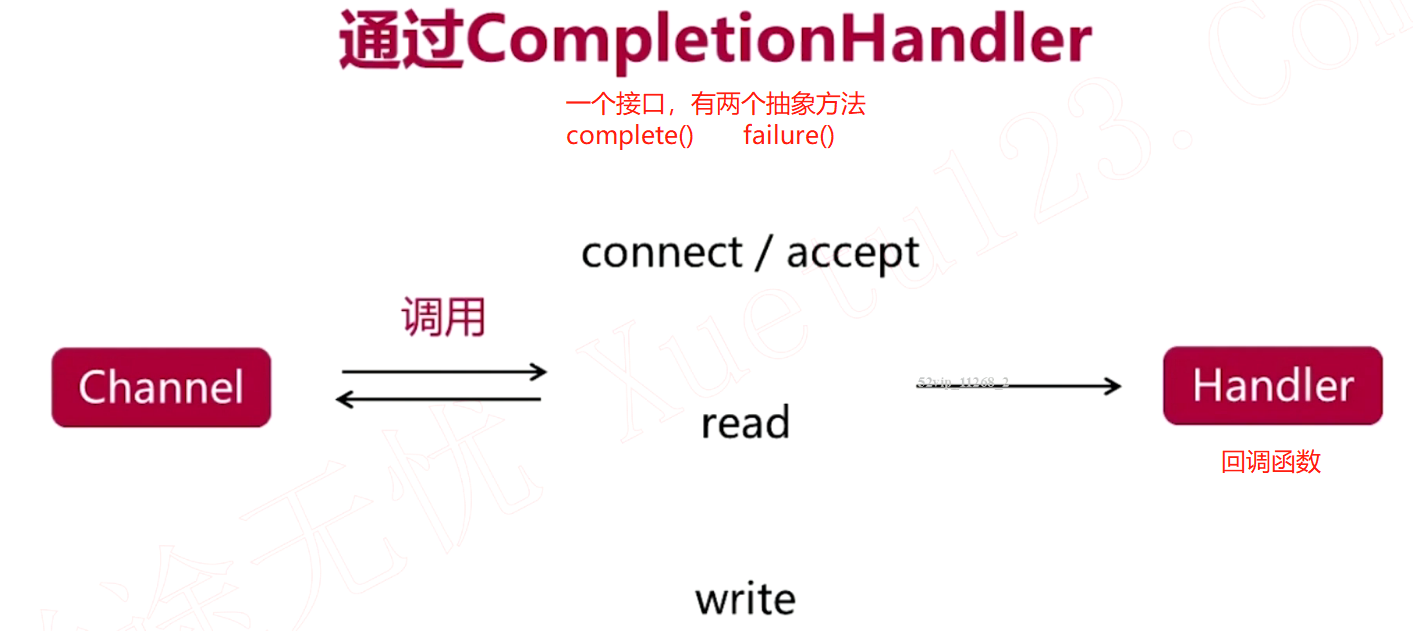 通过CompletionHandler
一个接口，有两个抽象方法
complete() failure()
connect / accept
调用
Channel
52vip_11268_2
Handler
read
回调函数
write
途无忧 Xuetu123.Com